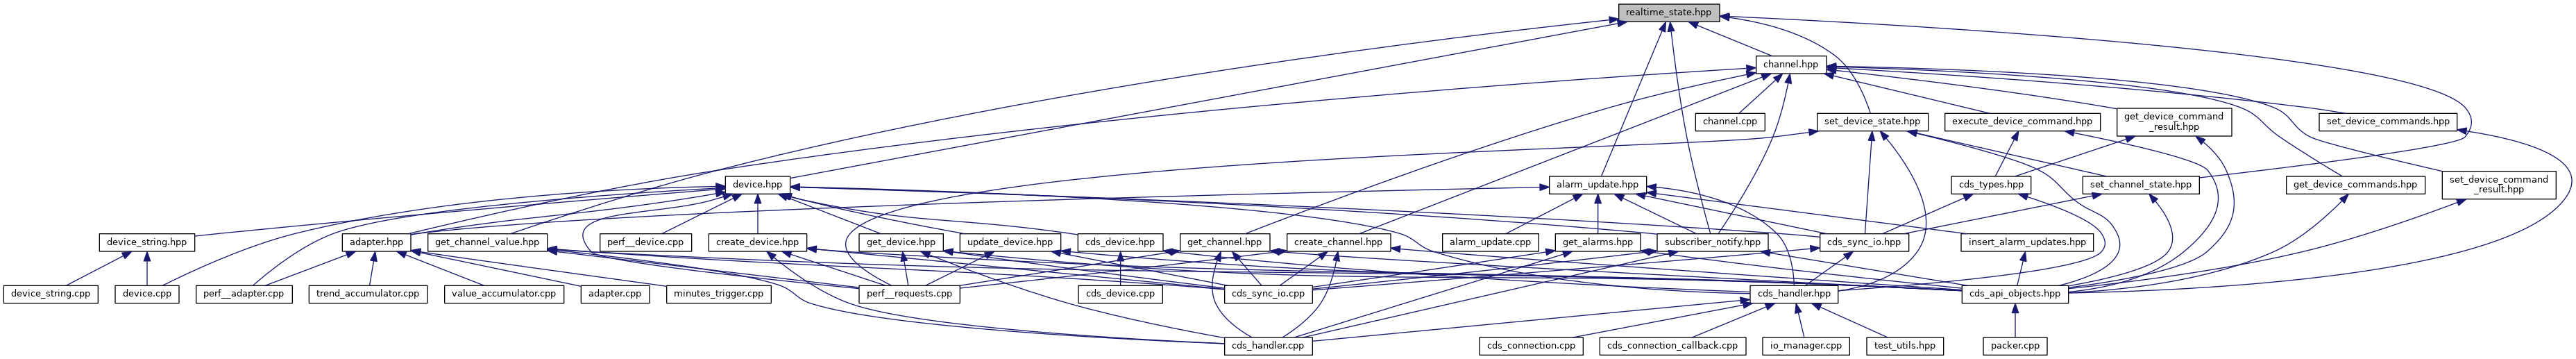 realtime_state.hpp
channel.hpp
channel.cpp
set_device_state.hpp
execute_device_command.hpp
get_device_command
_result.hpp
set_device_commands.hpp
device.hpp
alarm_update.hpp
cds_types.hpp
set_channel_state.hpp
get_device_commands.hpp
set_device_command
_result.hpp
device_string.hpp
adapter.hpp
get_channel_value.hpp
perf__device.cpp
create_device.hpp
get_device.hpp
update_device.hpp
cds_device.hpp
get_channel.hpp
create_channel.hpp
alarm_update.cpp
get_alarms.hpp
subscriber_notify.hpp
cds_sync_io.hpp
insert_alarm_updates.hpp
device_string.cpp
device.cpp
perf__adapter.cpp
trend_accumulator.cpp
value_accumulator.cpp
adapter.cpp
minutes_trigger.cpp
perf__requests.cpp
cds_device.cpp
cds_sync_io.cpp
cds_handler.hpp
cds_api_objects.hpp
cds_handler.cpp
cds_connection.cpp
cds_connection_callback.cpp
io_manager.cpp
test_utils.hpp
packer.cpp